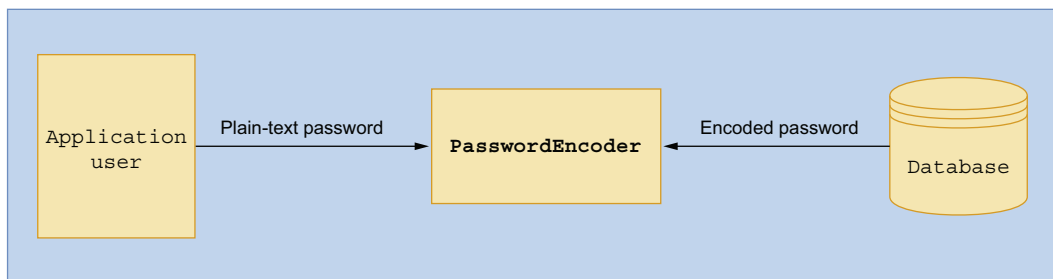 Application
user
Plain-text password
PasswordEncoder
Encoded password
Database